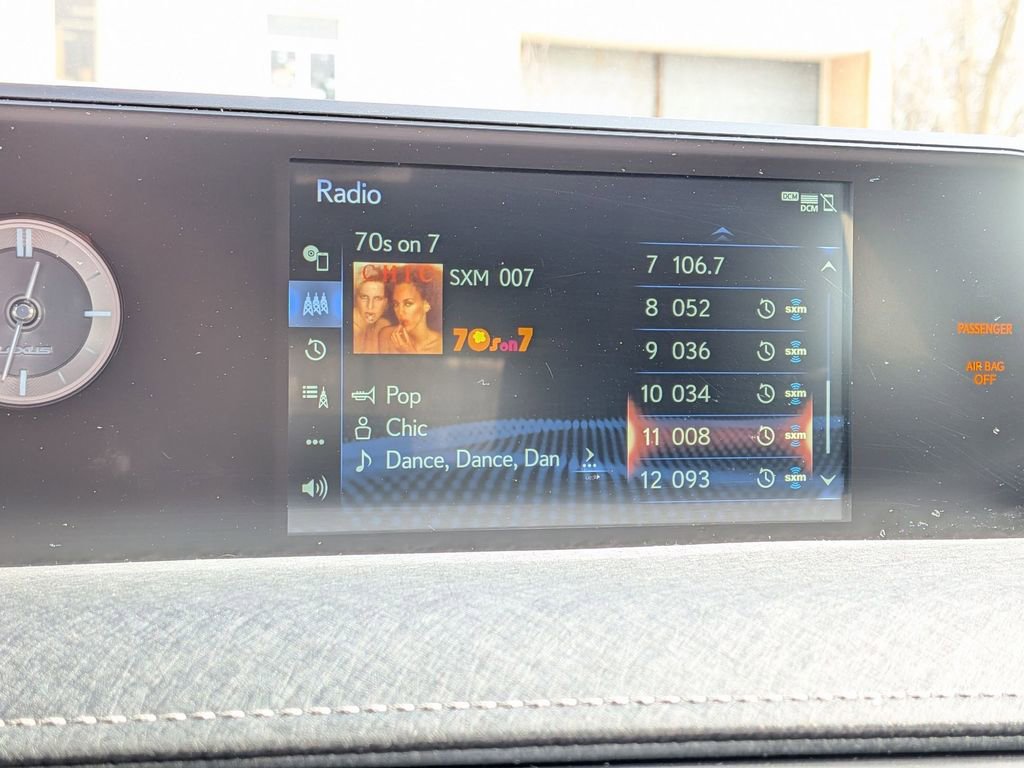 Radio
DCM
DCM
70s on 7
CHIC
SXM 007
70s on 7
Pop
Chic
Dance, Dance, Dan
7 106.7
8 052 sxm
9 036 sxm
10 034 sxm
11 008 sxm
12 093 sxm
LEXUS
PASSENGER
AIR BAG
OFF